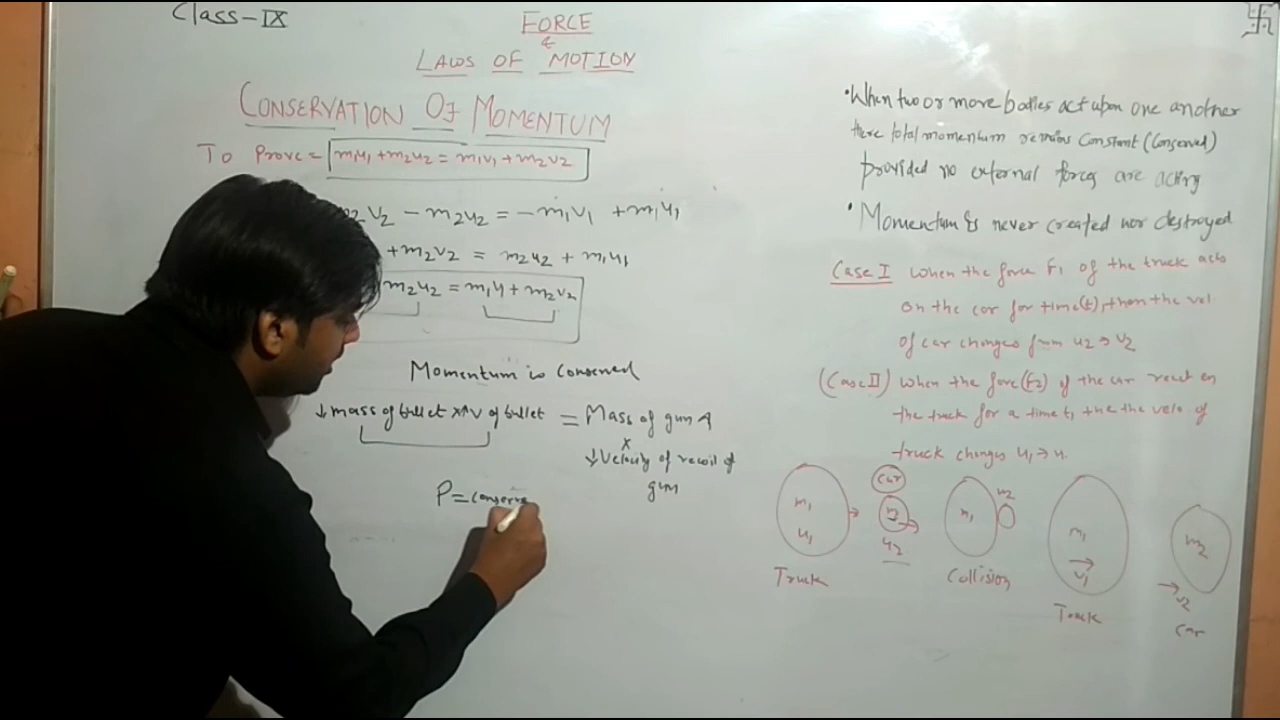 Class-IX
FORCE
&
LAWS OF MOTION
CONSERVATION OF MOMENTUM
To Prove = m1u1 + m2u2 = m1v1 + m2v2
2V2 - m2u2 = -m1v1 + m1u1
+ m2v2 = m2u2 + m1u1
m2u2 = m1v1 + m2v2
Momentum is conserved
↓ mass of bullet x ↑ v of bullet = Mass of gun ↑
x
↓ Velocity of recoil of
gun
P = conserve
• When two or more bodies act upon one another
there total momentum remains constant (conserved)
provided no external forces are acting
• Momentum is never created nor destroyed
Case I When the force F1 of the truck acts
on the car for time(t), then the vel
of car changes from u2 → v2
(Case II) when the force(F2) of the car react on
the truck for a time t, the the velo of
truck changes u1 →
m1
u1
Truck
car
m2
u2
m1
m2
Collision
m1
v1
Truck
m2
v2
Car